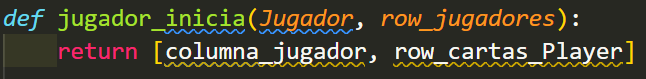 def jugador_inicia(Jugador, row_jugadores):
    return [columna_jugador, row_cartas_Player]